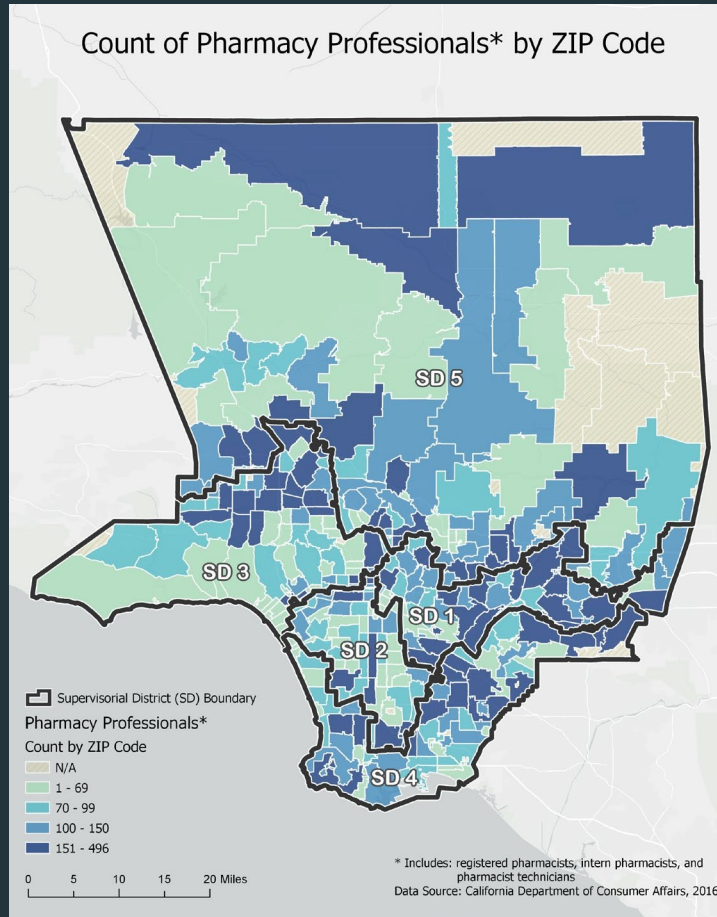 Count of Pharmacy Professionals* by ZIP Code
SD 5
SD 3
SD 1
SD 2
SD 4
Supervisorial District (SD) Boundary
Pharmacy Professionals*
Count by ZIP Code
N/A
1 - 69
70 - 99
100 - 150
151 - 496
0 5 10 15 20 Miles
* Includes: registered pharmacists, intern pharmacists, and
pharmacist technicians
Data Source: California Department of Consumer Affairs, 2016